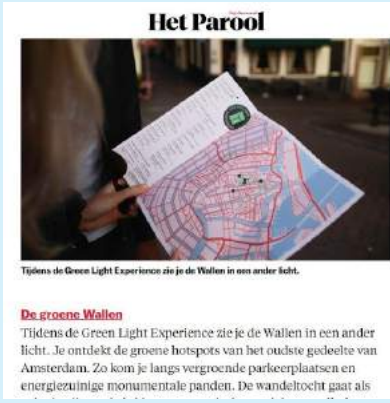 Het Parool
Tijdens de Green Light Experience zie je de Wallen in een ander licht.
De groene Wallen
Tijdens de Green Light Experience zie je de Wallen in een ander
licht. Je ontdekt de groene hotspots van het oudste gedeelte van
Amsterdam. Zo kom je langs vergroende parkeerplaatsen en
energiezuinige monumentale panden. De wandeltocht gaat als